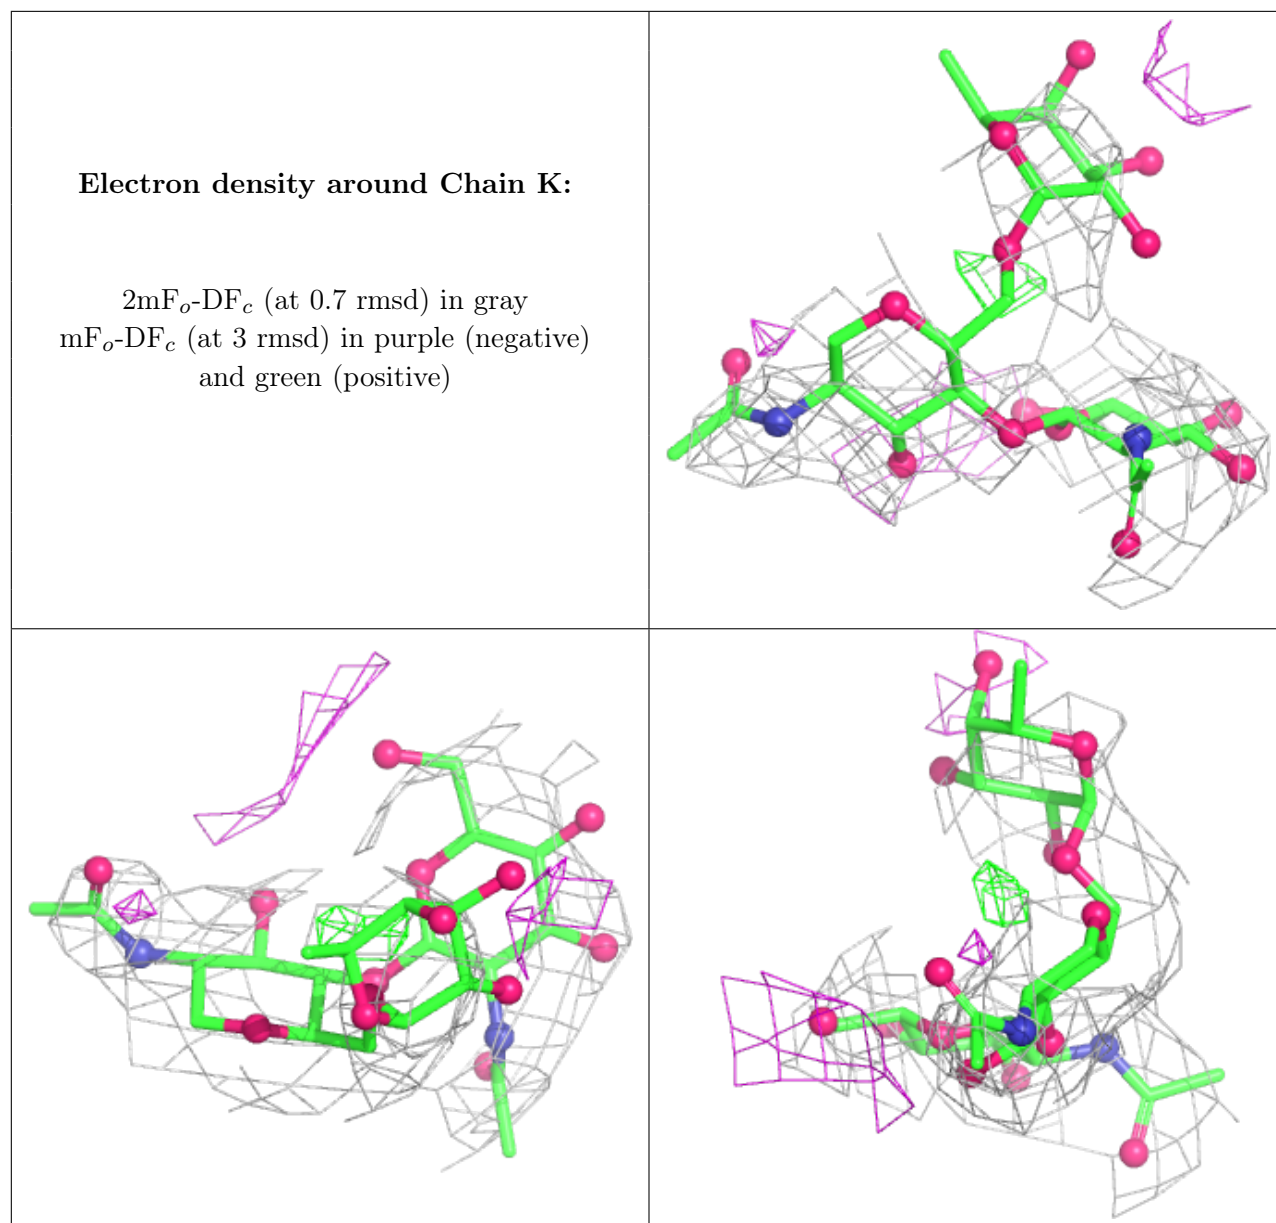 Electron density around Chain K:
2mFo-DFc (at 0.7 rmsd) in gray
mFo-DFc (at 3 rmsd) in purple (negative)
and green (positive)